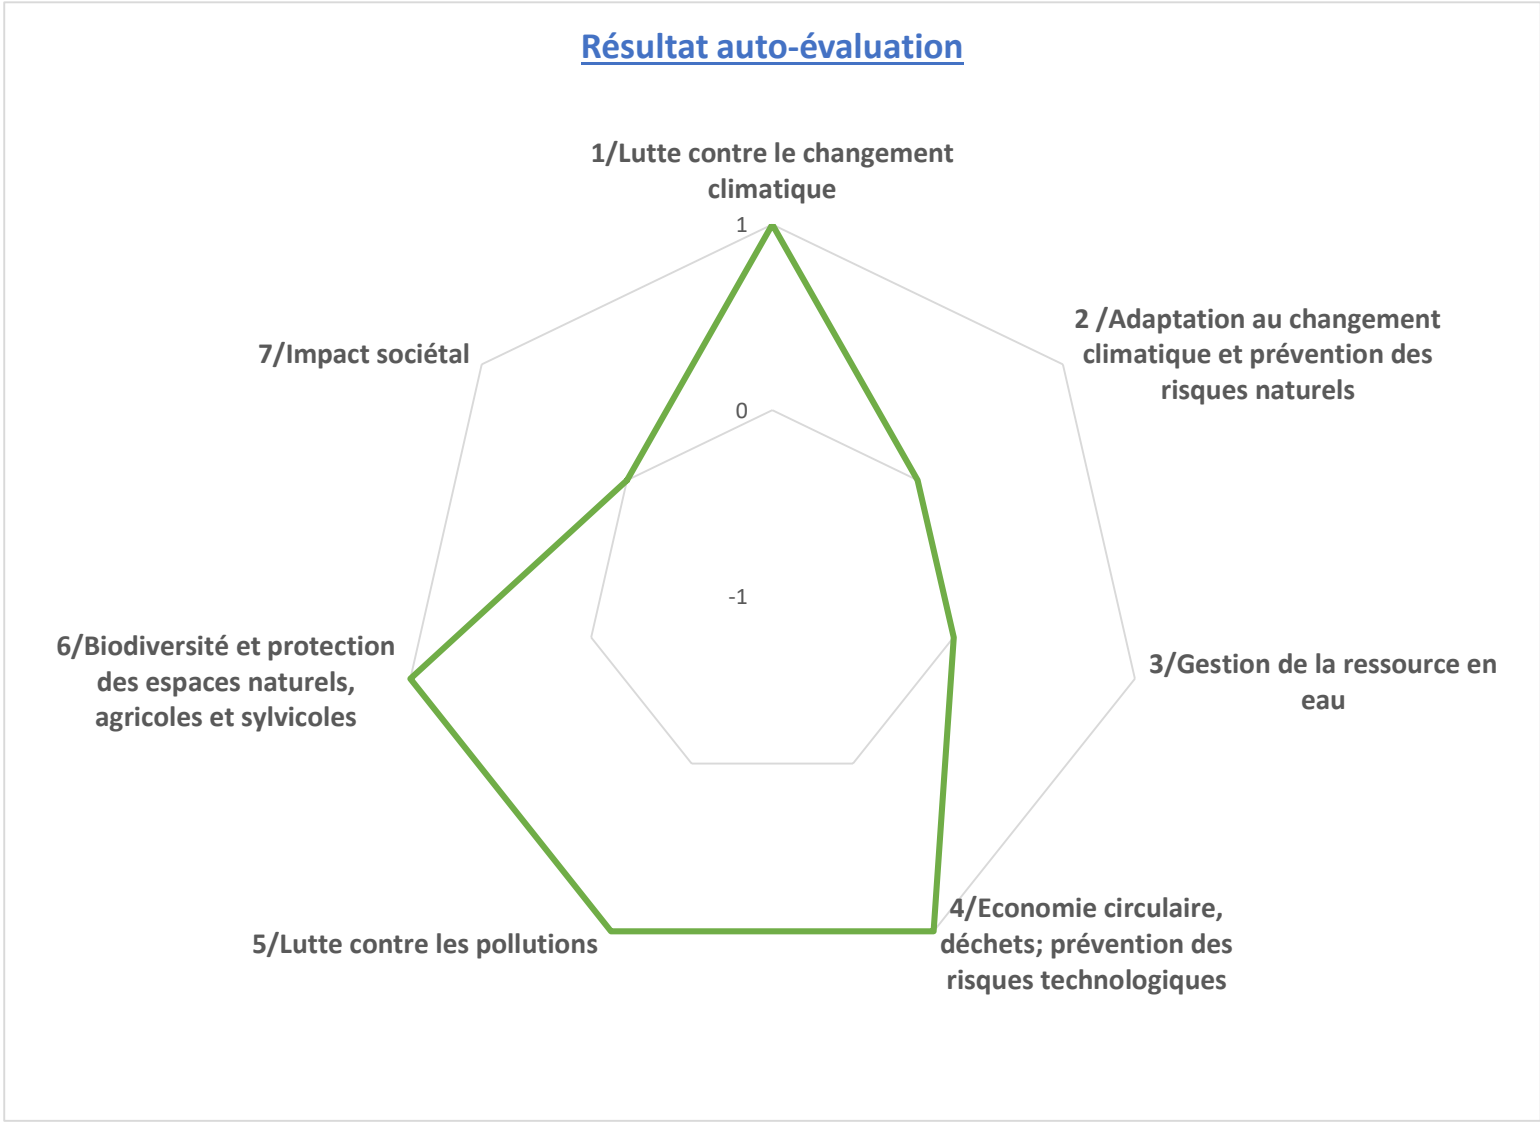 Résultat auto-évaluation
1/Lutte contre le changement
climatique
1
2 /Adaptation au changement
climatique et prévention des
risques naturels
7/Impact sociétal
0
-1
6/Biodiversité et protection
des espaces naturels,
agricoles et sylvicoles
3/Gestion de la ressource en
eau
4/Economie circulaire,
déchets; prévention des
risques technologiques
5/Lutte contre les pollutions